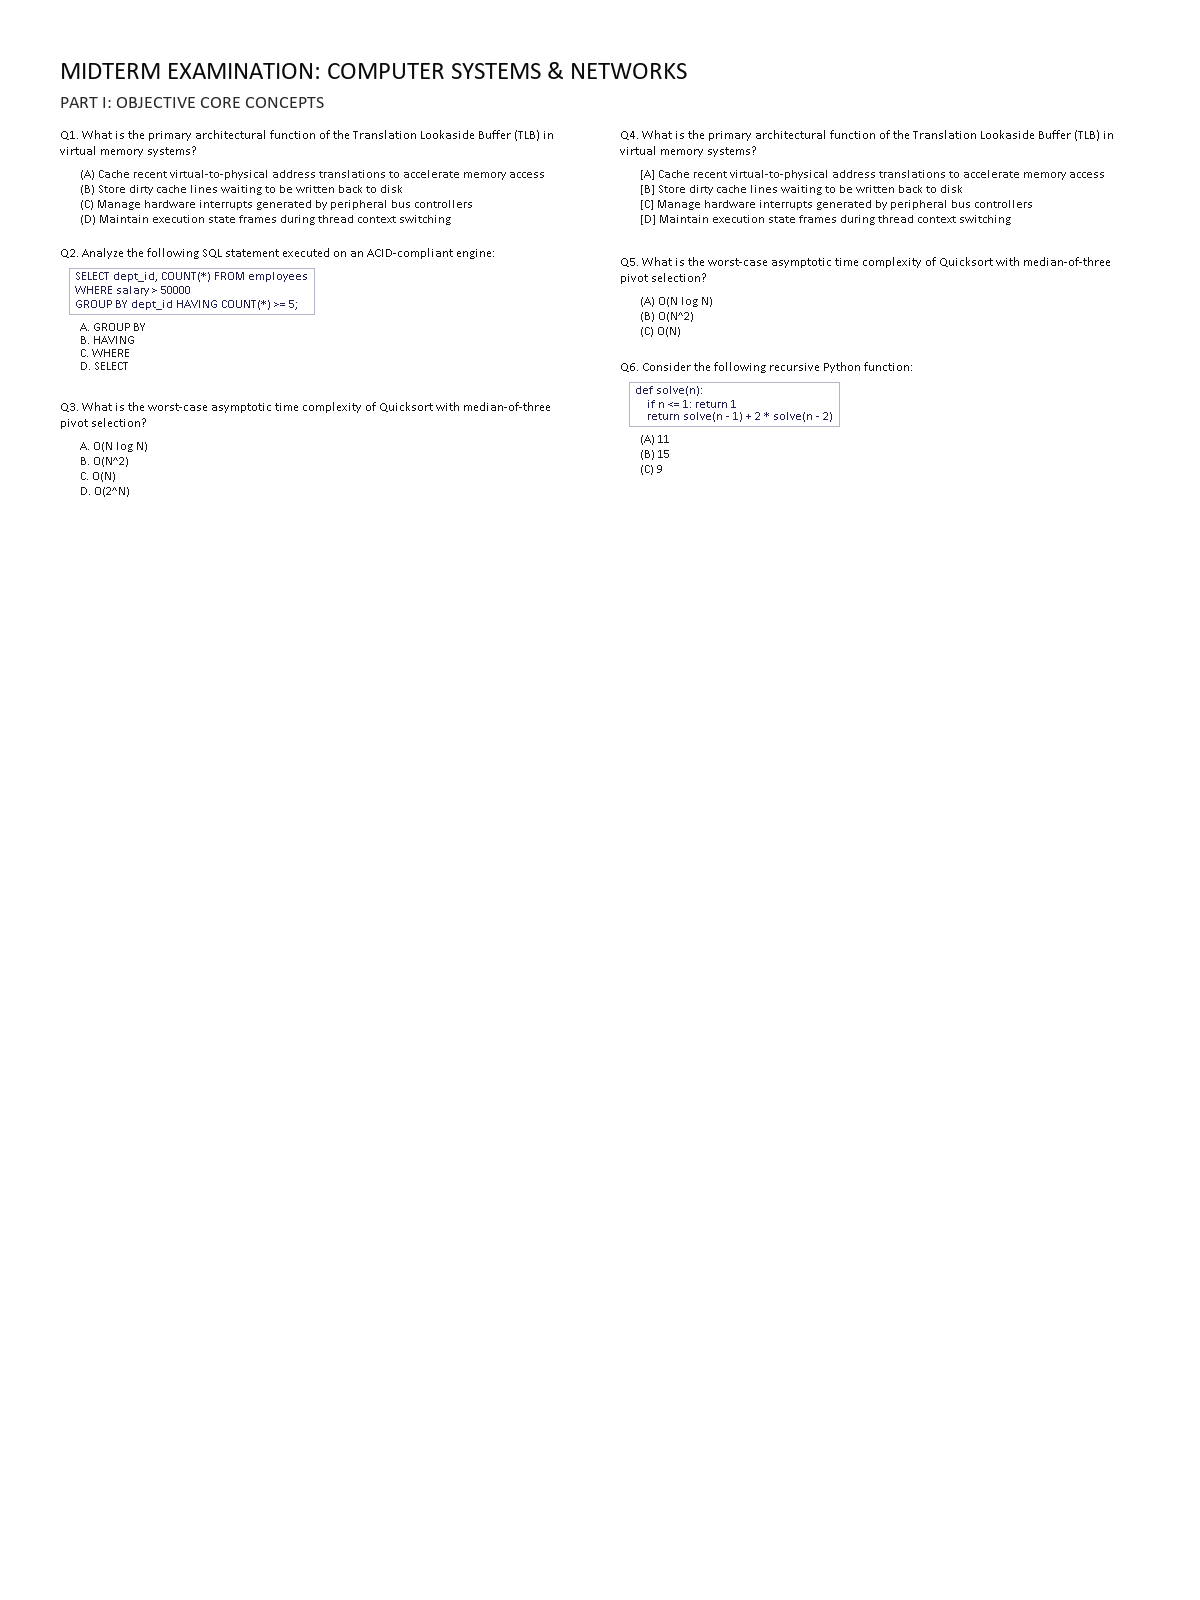 MIDTERM EXAMINATION: COMPUTER SYSTEMS & NETWORKS
PART I: OBJECTIVE CORE CONCEPTS
Q1. What is the primary architectural function of the Translation Lookaside Buffer (TLB) in
virtual memory systems?
(A) Cache recent virtual-to-physical address translations to accelerate memory access
(B) Store dirty cache lines waiting to be written back to disk
(C) Manage hardware interrupts generated by peripheral bus controllers
(D) Maintain execution state frames during thread context switching
Q2. Analyze the following SQL statement executed on an ACID-compliant engine:
SELECT dept_id, COUNT(*) FROM employees
WHERE salary > 50000
GROUP BY dept_id HAVING COUNT(*) >= 5;
A. GROUP BY
B. HAVING
C. WHERE
D. SELECT
Q3. What is the worst-case asymptotic time complexity of Quicksort with median-of-three
pivot selection?
A. O(N log N)
B. O(N^2)
C. O(N)
D. O(2^N)
Q4. What is the primary architectural function of the Translation Lookaside Buffer (TLB) in
virtual memory systems?
[A] Cache recent virtual-to-physical address translations to accelerate memory access
[B] Store dirty cache lines waiting to be written back to disk
[C] Manage hardware interrupts generated by peripheral bus controllers
[D] Maintain execution state frames during thread context switching
Q5. What is the worst-case asymptotic time complexity of Quicksort with median-of-three
pivot selection?
(A) O(N log N)
(B) O(N^2)
(C) O(N)
Q6. Consider the following recursive Python function:
def solve(n):
    if n <= 1: return 1
    return solve(n - 1) + 2 * solve(n - 2)
(A) 11
(B) 15
(C) 9